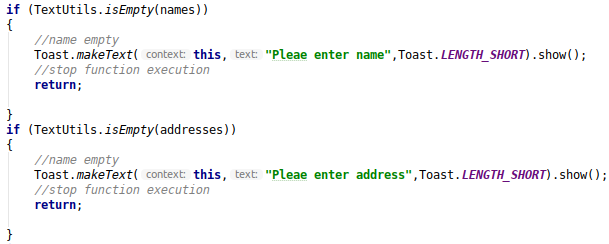 if (TextUtils.isEmpty(names))
{
//name empty
Toast.makeText( context: this, text: "Pleae enter name",Toast.LENGTH_SHORT).show();
//stop function execution
return;
}
if (TextUtils.isEmpty(addresses))
{
//name empty
Toast.makeText( context: this, text: "Pleae enter address",Toast.LENGTH_SHORT).show();
//stop function execution
return;
}